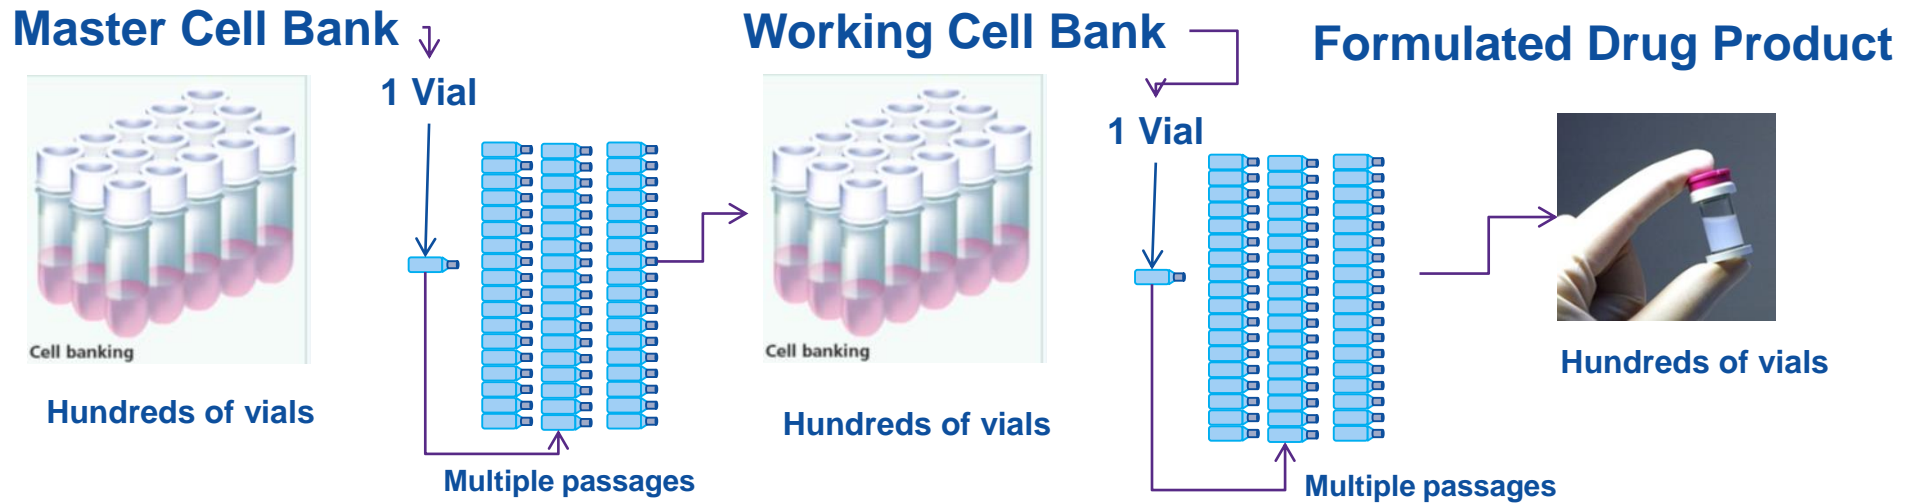 Master Cell Bank
1 Vial
Cell banking
Hundreds of vials
Multiple passages
Working Cell Bank
1 Vial
Cell banking
Hundreds of vials
Multiple passages
Formulated Drug Product
Hundreds of vials